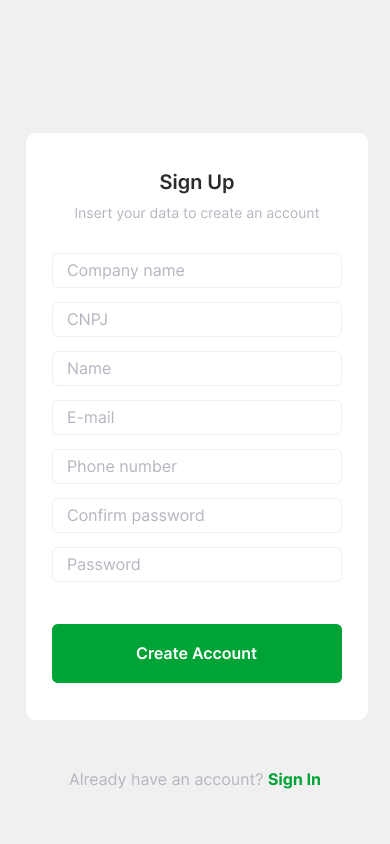 Sign Up
Insert your data to create an account
Company name
CNPJ
Name
E-mail
Phone number
Confirm password
Password
Create Account
Already have an account? Sign In